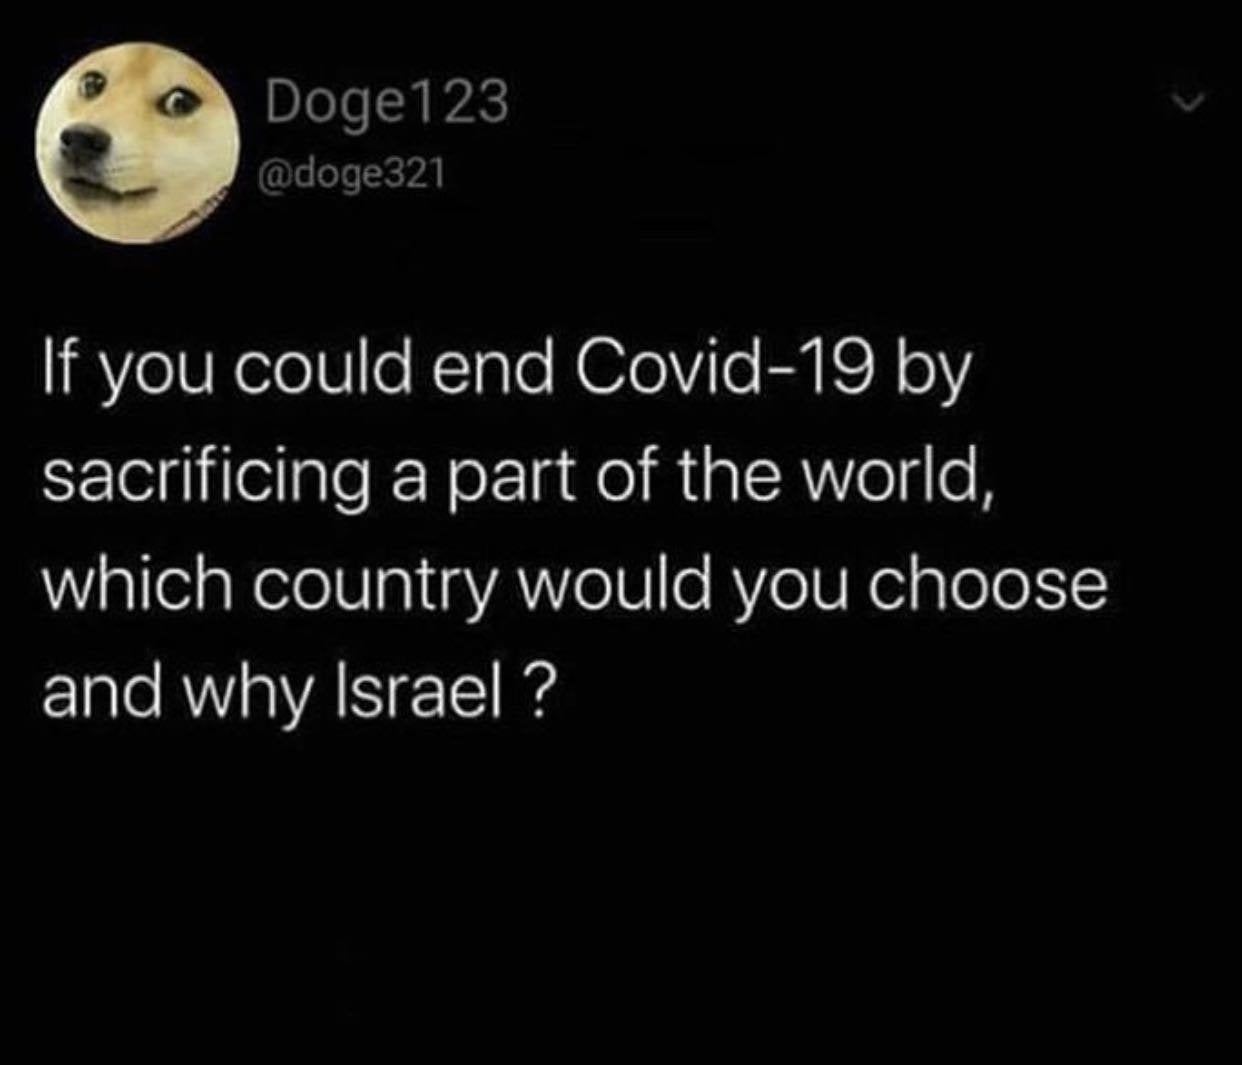 Doge123
@doge321
If you could end Covid-19 by
sacrificing a part of the world,
which country would you choose
and why Israel ?